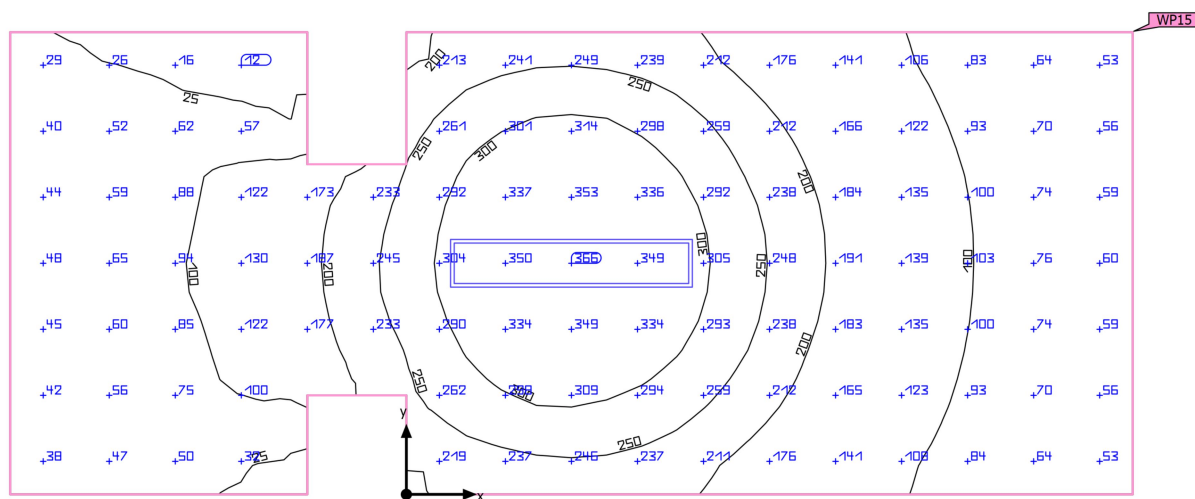 WP15
+29 +26 +16 +12 200 +213 +241 +249 +239 +212 +176 +141 +106 +83 +64 +53
25 250
+40 +52 +62 +57 +261 +301 +314 +298 +259 +212 +166 +122 +93 +70 +56
250 300
200
+44 +59 +88 +122 +173 +233 +292 +337 +353 +336 +292 +238 +184 +135 +100 +74 +59
300
+48 +65 +94 +130 +187 +245 +304 +350 +366 +349 +305 +248 +191 +139 +103 +76 +60
100 200 250 100
+45 +60 +85 +122 +177 +233 +290 +334 +349 +334 +293 +238 +183 +135 +100 +74 +59
200
250
+42 +56 +75 +100 +262 300 +309 +294 +259 +212 +165 +123 +93 +70 +56
y
250
+38 +47 +50 25 +219 +237 +246 +237 +211 +176 +141 +108 +84 +64 +53
x